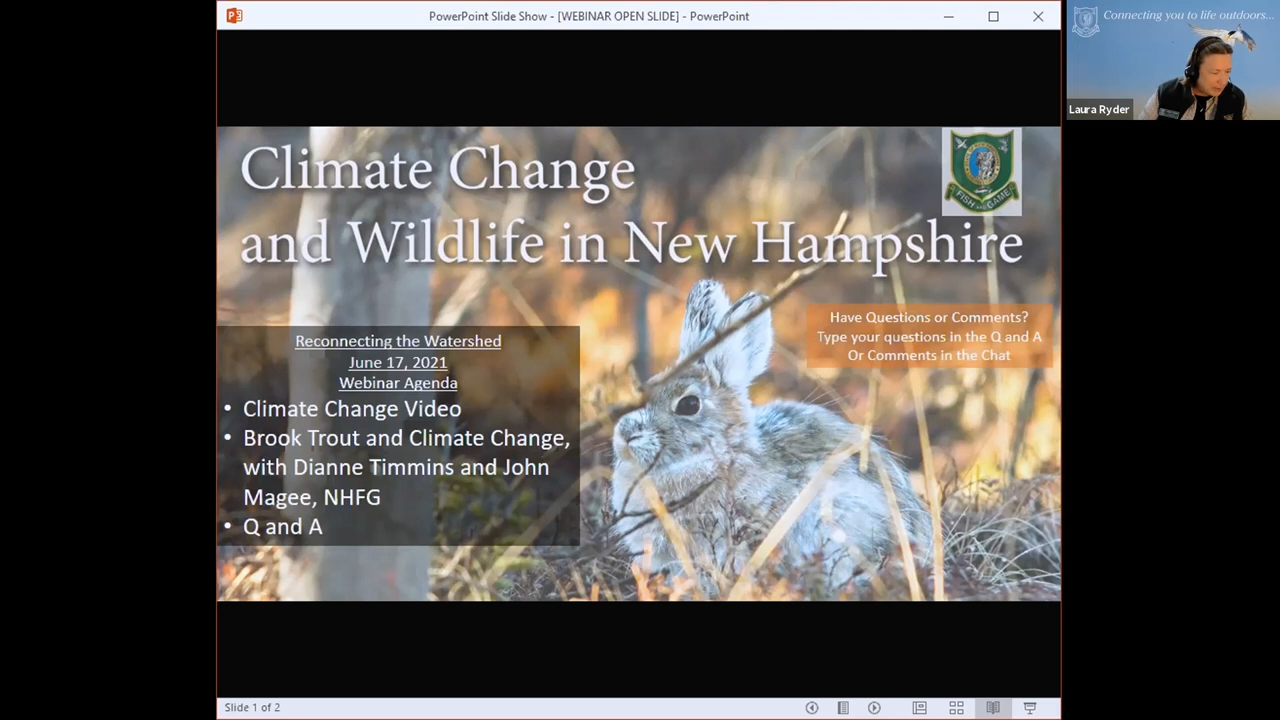 PowerPoint Slide Show - [WEBINAR OPEN SLIDE] - PowerPoint
Connecting you to life outdoors...
Laura Ryder
Climate Change
and Wildlife in New Hampshire
FISH AND GAME
Have Questions or Comments?
Type your questions in the Q and A
Or Comments in the Chat
Reconnecting the Watershed
June 17, 2021
Webinar Agenda
• Climate Change Video
• Brook Trout and Climate Change,
with Dianne Timmins and John
Magee, NHFG
• Q and A
Slide 1 of 2